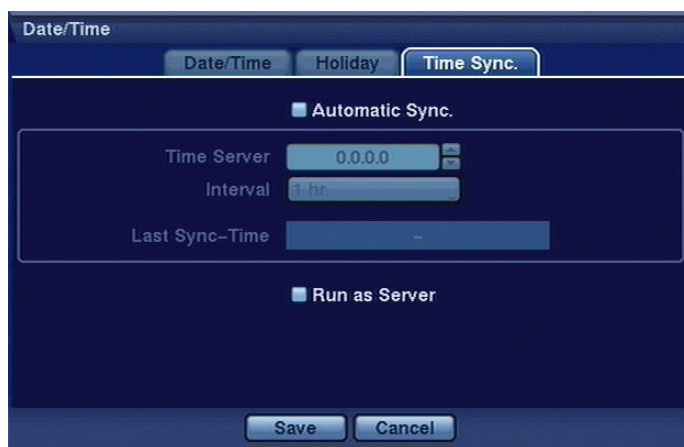 Date/Time
Date/Time Holiday Time Sync.
Automatic Sync.
Time Server 0.0.0.0
Interval 1 hr.
Last Sync-Time –
Run as Server
Save Cancel